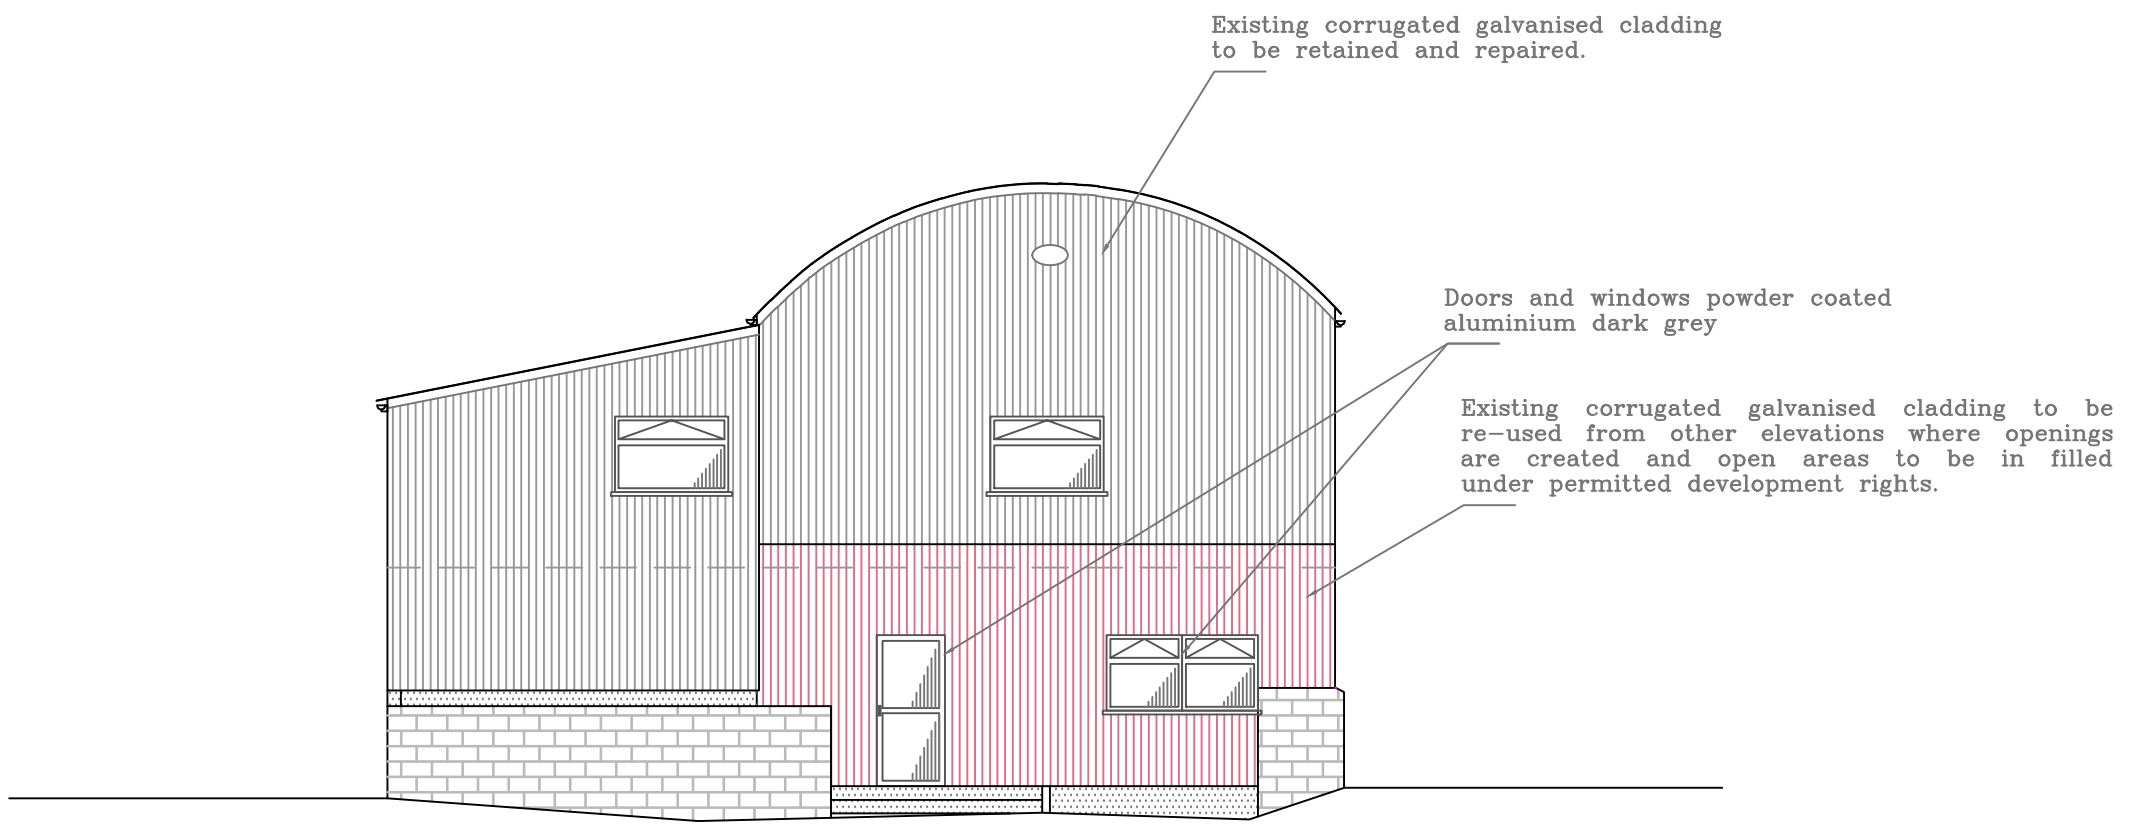 Existing corrugated galvanised cladding
to be retained and repaired.
Doors and windows powder coated
aluminium dark grey
Existing corrugated galvanised cladding to be
re-used from other elevations where openings
are created and open areas to be in filled
under permitted development rights.